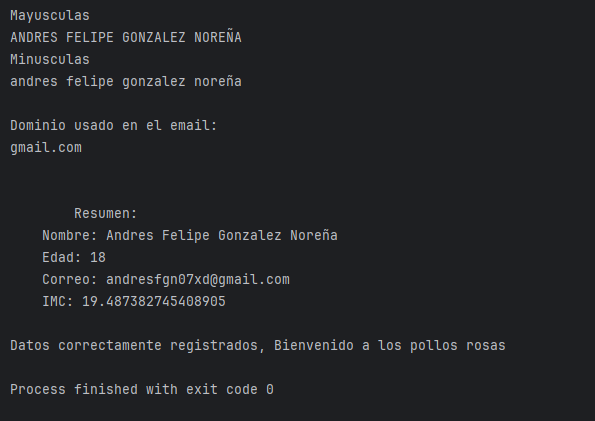 Mayusculas
ANDRES FELIPE GONZALEZ NOREÑA
Minusculas
andres felipe gonzalez noreña
Dominio usado en el email:
gmail.com
Resumen:
Nombre: Andres Felipe Gonzalez Noreña
Edad: 18
Correo: andresfgn07xd@gmail.com
IMC: 19.487382745408905
Datos correctamente registrados, Bienvenido a los pollos rosas
Process finished with exit code 0